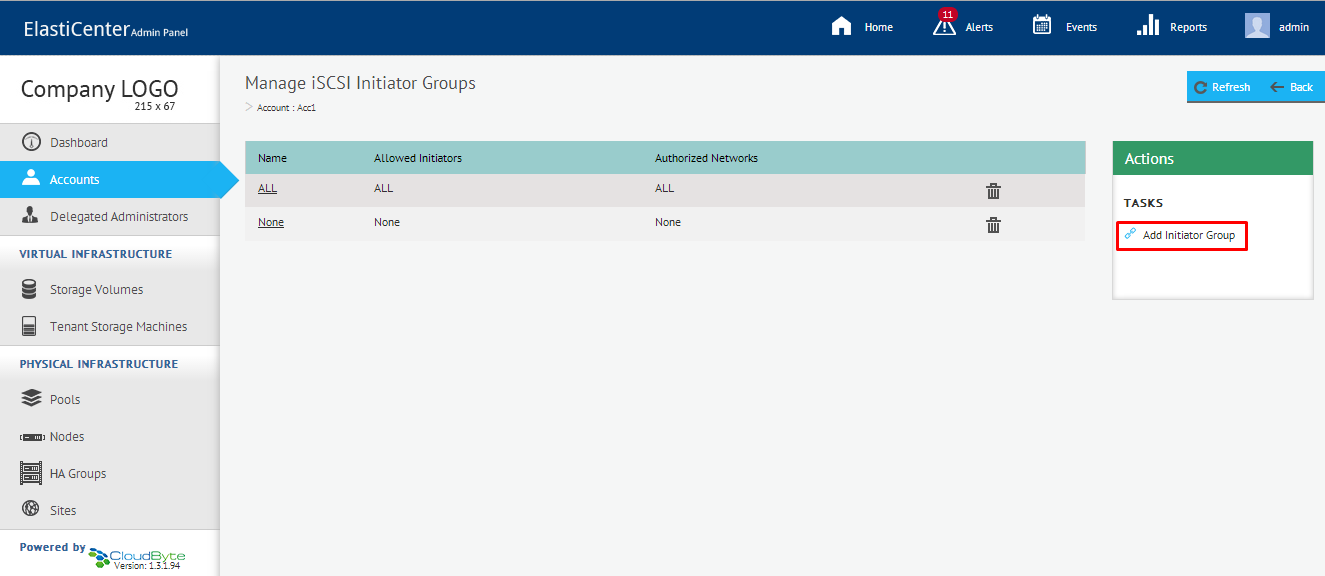 ElastiCenter Admin Panel
Home
11
Alerts
Events
Reports
admin
Company LOGO
215 x 67
Dashboard
Accounts
Delegated Administrators
VIRTUAL INFRASTRUCTURE
Storage Volumes
Tenant Storage Machines
PHYSICAL INFRASTRUCTURE
Pools
Nodes
HA Groups
Sites
Powered by CloudByte
Version: 1.3.1.94
Manage iSCSI Initiator Groups
> Account : Acc1
Refresh Back
Name Allowed Initiators Authorized Networks
ALL ALL ALL
None None None
Actions
TASKS
Add Initiator Group